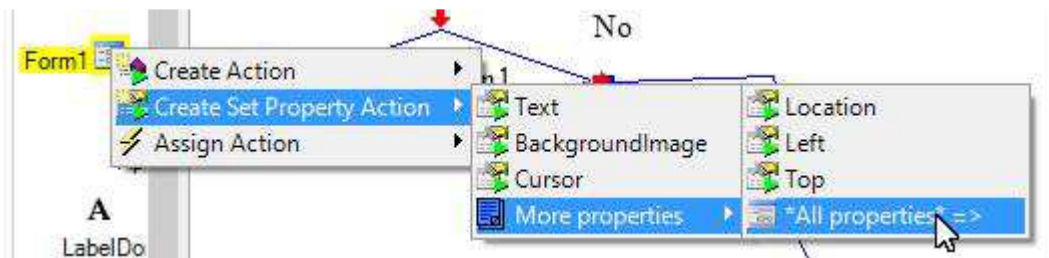 No
Form1
Create Action
Create Set Property Action
Assign Action
Text
BackgroundImage
Cursor
More properties
Location
Left
Top
*All properties* =>
A
LabelDo